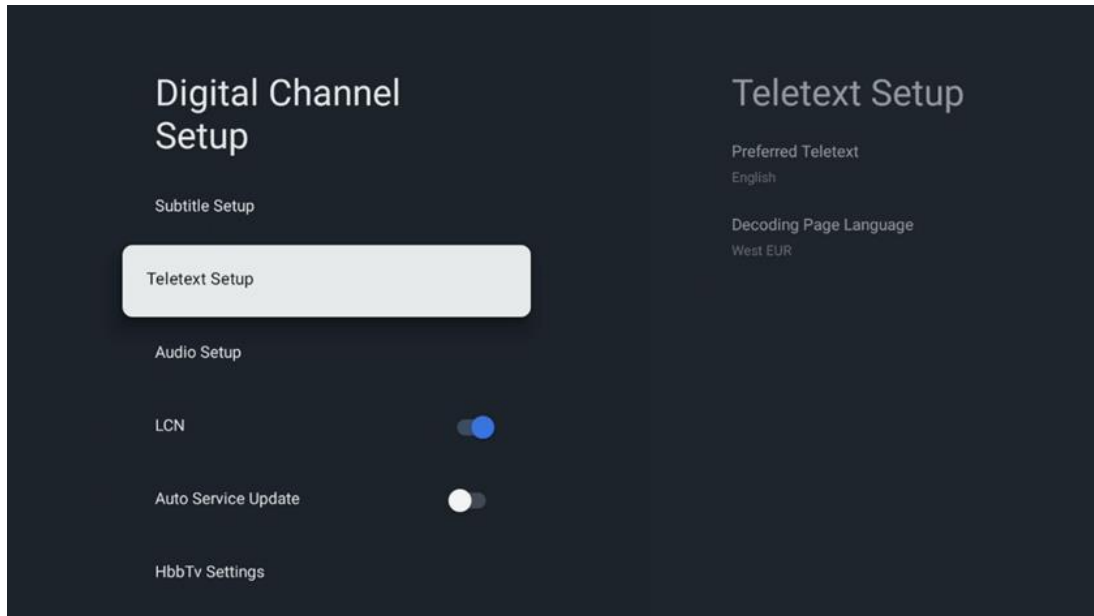 Digital Channel
Setup
Subtitle Setup
Teletext Setup
Audio Setup
LCN
Auto Service Update
HbbTv Settings
Teletext Setup
Preferred Teletext
English
Decoding Page Language
West EUR